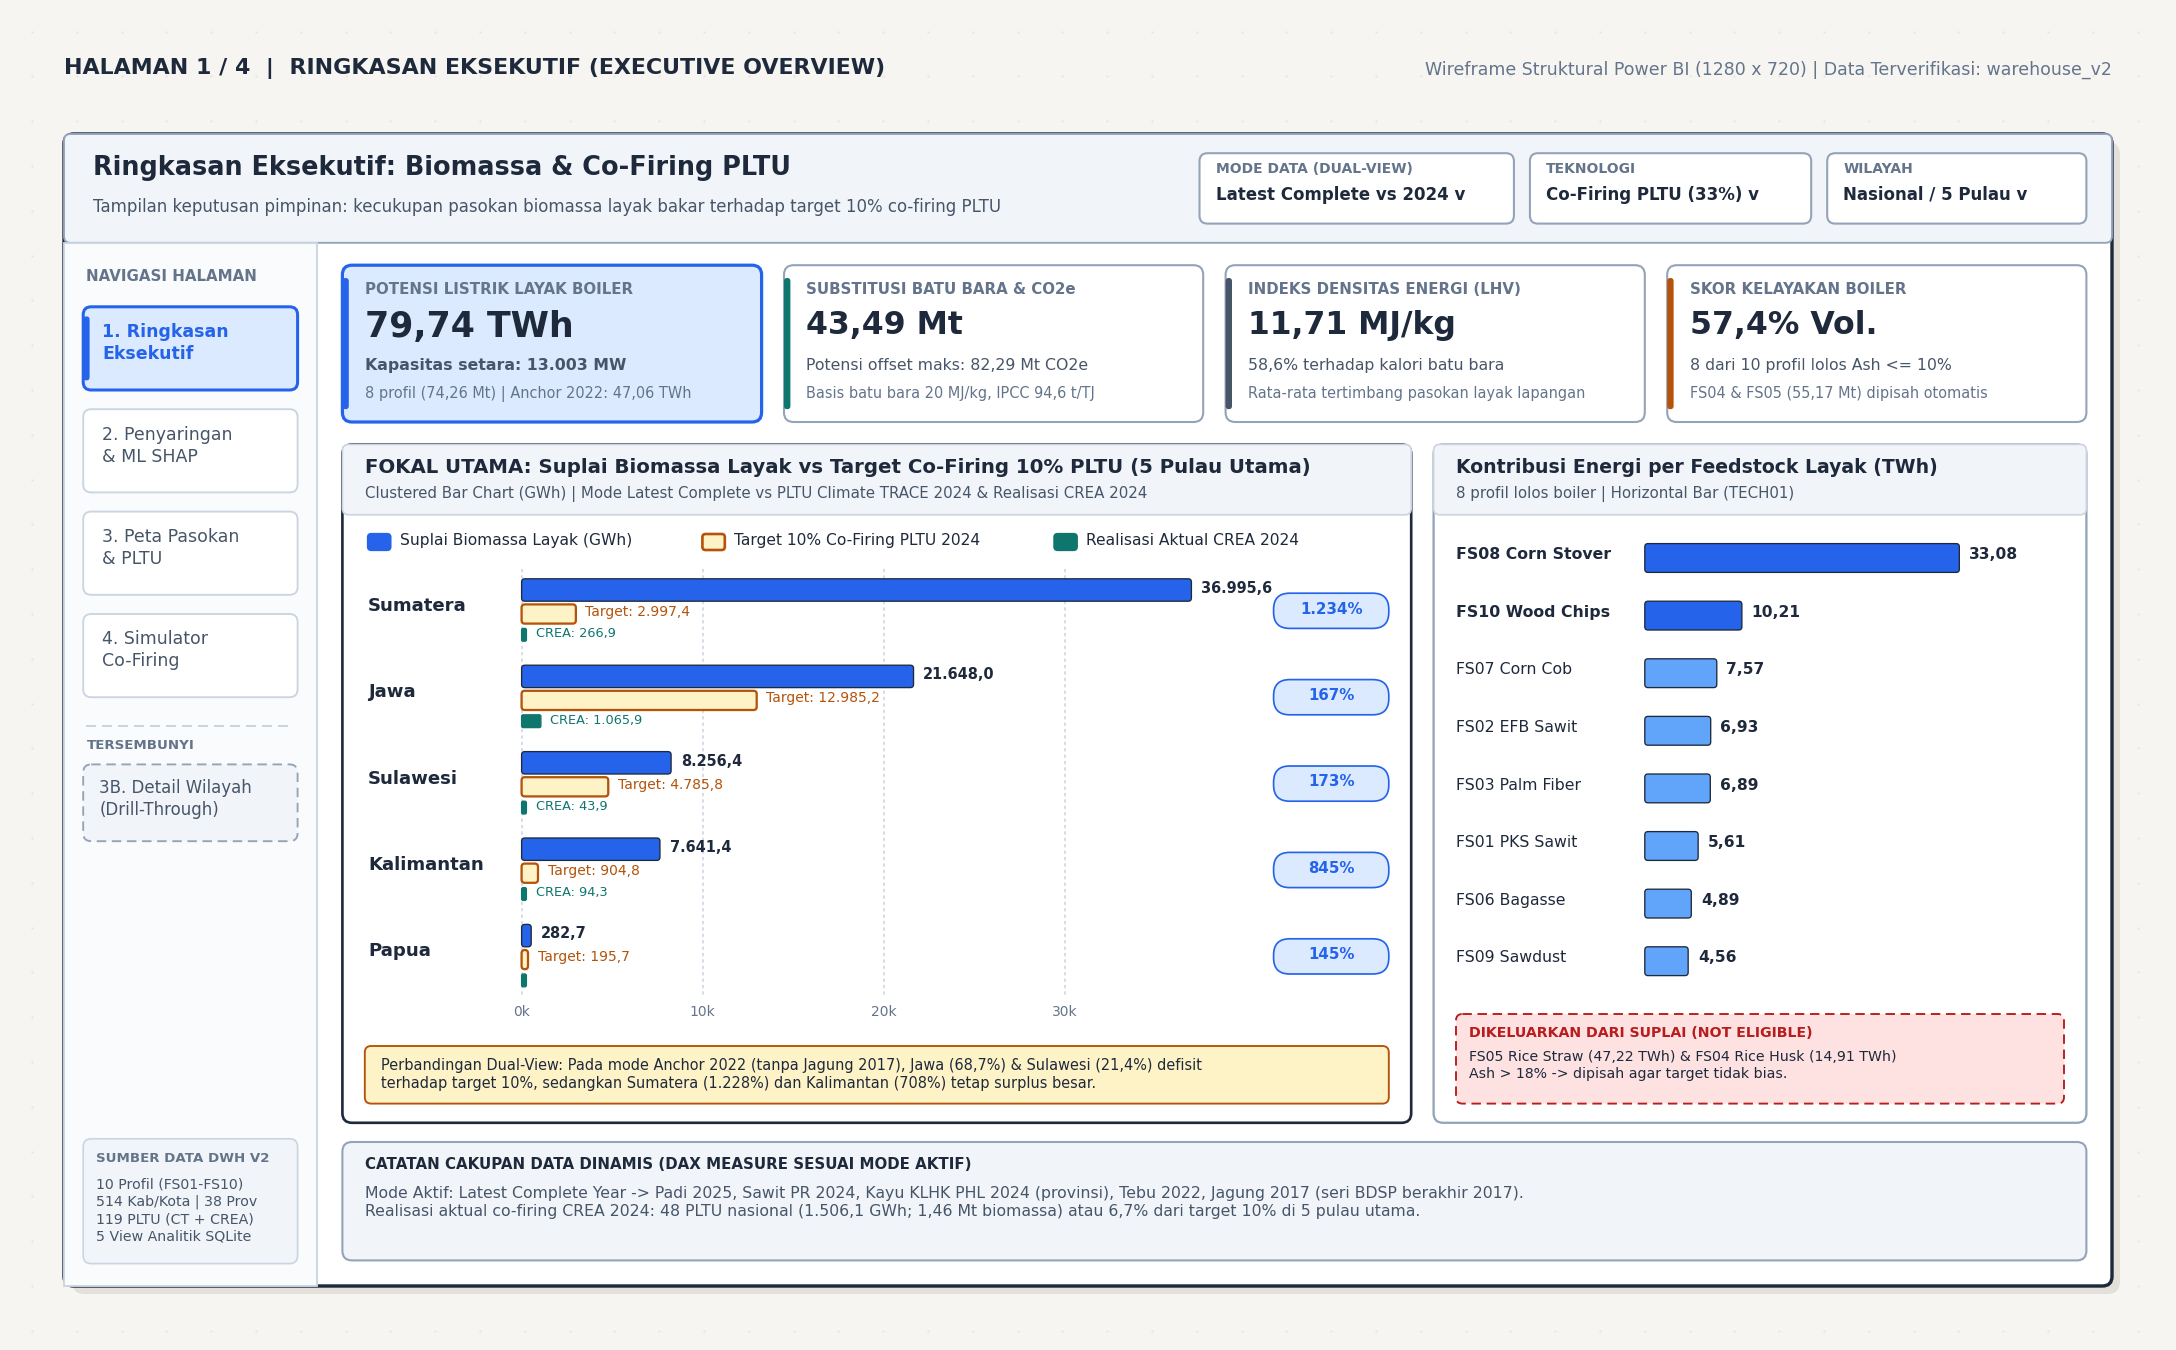 HALAMAN 1 / 4 | RINGKASAN EKSEKUTIF (EXECUTIVE OVERVIEW)
Wireframe Struktural Power BI (1280 x 720) | Data Terverifikasi: warehouse_v2
Ringkasan Eksekutif: Biomassa & Co-Firing PLTU
Tampilan keputusan pimpinan: kecukupan pasokan biomassa layak bakar terhadap target 10% co-firing PLTU
MODE DATA (DUAL-VIEW)
Latest Complete vs 2024 v
TEKNOLOGI
Co-Firing PLTU (33%) v
WILAYAH
Nasional / 5 Pulau v
NAVIGASI HALAMAN
1. Ringkasan
Eksekutif
2. Penyaringan
& ML SHAP
3. Peta Pasokan
& PLTU
4. Simulator
Co-Firing
TERSEMBUNYI
3B. Detail Wilayah
(Drill-Through)
SUMBER DATA DWH V2
10 Profil (FS01-FS10)
514 Kab/Kota | 38 Prov
119 PLTU (CT + CREA)
5 View Analitik SQLite
POTENSI LISTRIK LAYAK BOILER
79,74 TWh
Kapasitas setara: 13.003 MW
8 profil (74,26 Mt) | Anchor 2022: 47,06 TWh
SUBSTITUSI BATU BARA & CO2e
43,49 Mt
Potensi offset maks: 82,29 Mt CO2e
Basis batu bara 20 MJ/kg, IPCC 94,6 t/TJ
INDEKS DENSITAS ENERGI (LHV)
11,71 MJ/kg
58,6% terhadap kalori batu bara
Rata-rata tertimbang pasokan layak lapangan
SKOR KELAYAKAN BOILER
57,4% Vol.
8 dari 10 profil lolos Ash <= 10%
FS04 & FS05 (55,17 Mt) dipisah otomatis
FOKAL UTAMA: Suplai Biomassa Layak vs Target Co-Firing 10% PLTU (5 Pulau Utama)
Clustered Bar Chart (GWh) | Mode Latest Complete vs PLTU Climate TRACE 2024 & Realisasi CREA 2024
Suplai Biomassa Layak (GWh)
Target 10% Co-Firing PLTU 2024
Realisasi Aktual CREA 2024
Sumatera
36.995,6
Target: 2.997,4
CREA: 266,9
1.234%
Jawa
21.648,0
Target: 12.985,2
CREA: 1.065,9
167%
Sulawesi
8.256,4
Target: 4.785,8
CREA: 43,9
173%
Kalimantan
7.641,4
Target: 904,8
CREA: 94,3
845%
Papua
282,7
Target: 195,7
145%
0k
10k
20k
30k
Perbandingan Dual-View: Pada mode Anchor 2022 (tanpa Jagung 2017), Jawa (68,7%) & Sulawesi (21,4%) defisit
terhadap target 10%, sedangkan Sumatera (1.228%) dan Kalimantan (708%) tetap surplus besar.
Kontribusi Energi per Feedstock Layak (TWh)
8 profil lolos boiler | Horizontal Bar (TECH01)
FS08 Corn Stover
33,08
FS10 Wood Chips
10,21
FS07 Corn Cob
7,57
FS02 EFB Sawit
6,93
FS03 Palm Fiber
6,89
FS01 PKS Sawit
5,61
FS06 Bagasse
4,89
FS09 Sawdust
4,56
DIKELUARKAN DARI SUPLAI (NOT ELIGIBLE)
FS05 Rice Straw (47,22 TWh) & FS04 Rice Husk (14,91 TWh)
Ash > 18% -> dipisah agar target tidak bias.
CATATAN CAKUPAN DATA DINAMIS (DAX MEASURE SESUAI MODE AKTIF)
Mode Aktif: Latest Complete Year -> Padi 2025, Sawit PR 2024, Kayu KLHK PHL 2024 (provinsi), Tebu 2022, Jagung 2017 (seri BDSP berakhir 2017).
Realisasi aktual co-firing CREA 2024: 48 PLTU nasional (1.506,1 GWh; 1,46 Mt biomassa) atau 6,7% dari target 10% di 5 pulau utama.